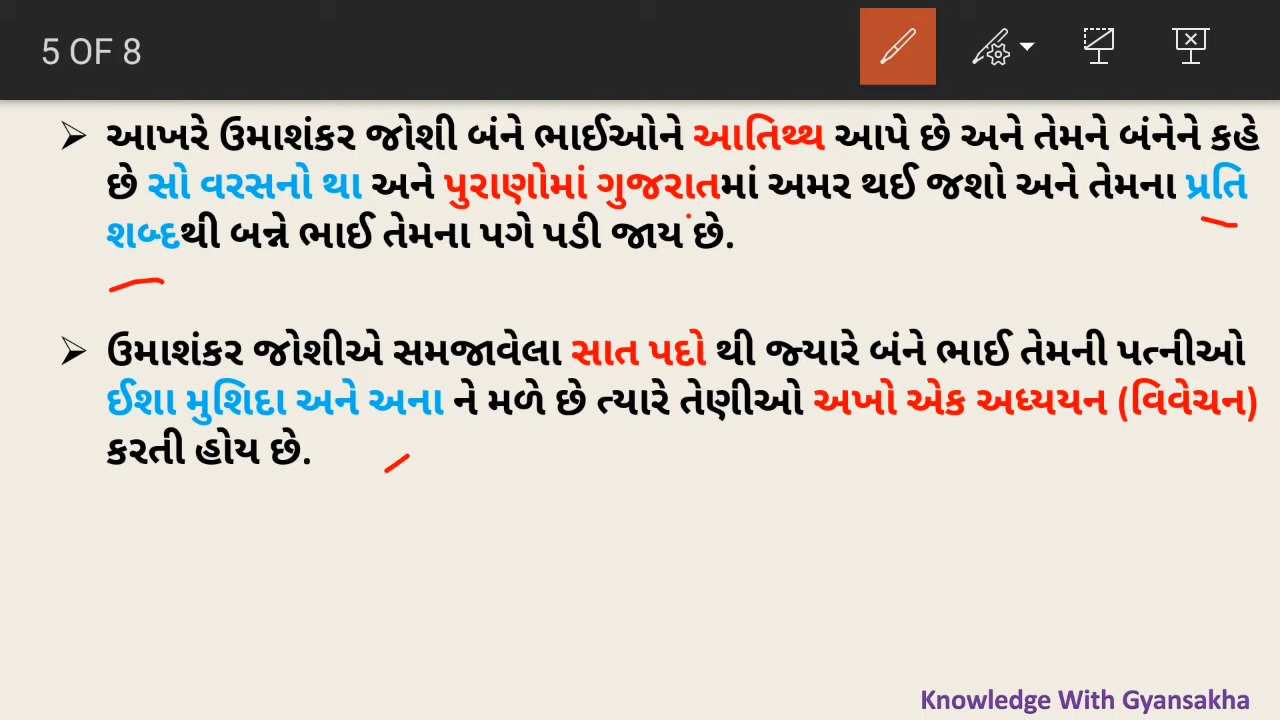 5 OF 8
➢ આખરે ઉમાશંકર જોશી બંને ભાઈઓને આતિથ્થ આપે છે અને તેમને બંનેને કહે
છે સો વરસનો થા અને પુરાણોમાં ગુજરાતમાં અમર થઈ જશો અને તેમના પ્રતિ
શબ્દથી બન્ને ભાઈ તેમના પગે પડી જાય છે.
➢ ઉમાશંકર જોશીએ સમજાવેલા સાત પદો થી જ્યારે બંને ભાઈ તેમની પત્નીઓ
ઈશા મુશિદા અને અના ને મળે છે ત્યારે તેણીઓ અખો એક અધ્યયન (વિવેચન)
કરતી હોય છે.
Knowledge With Gyansakha